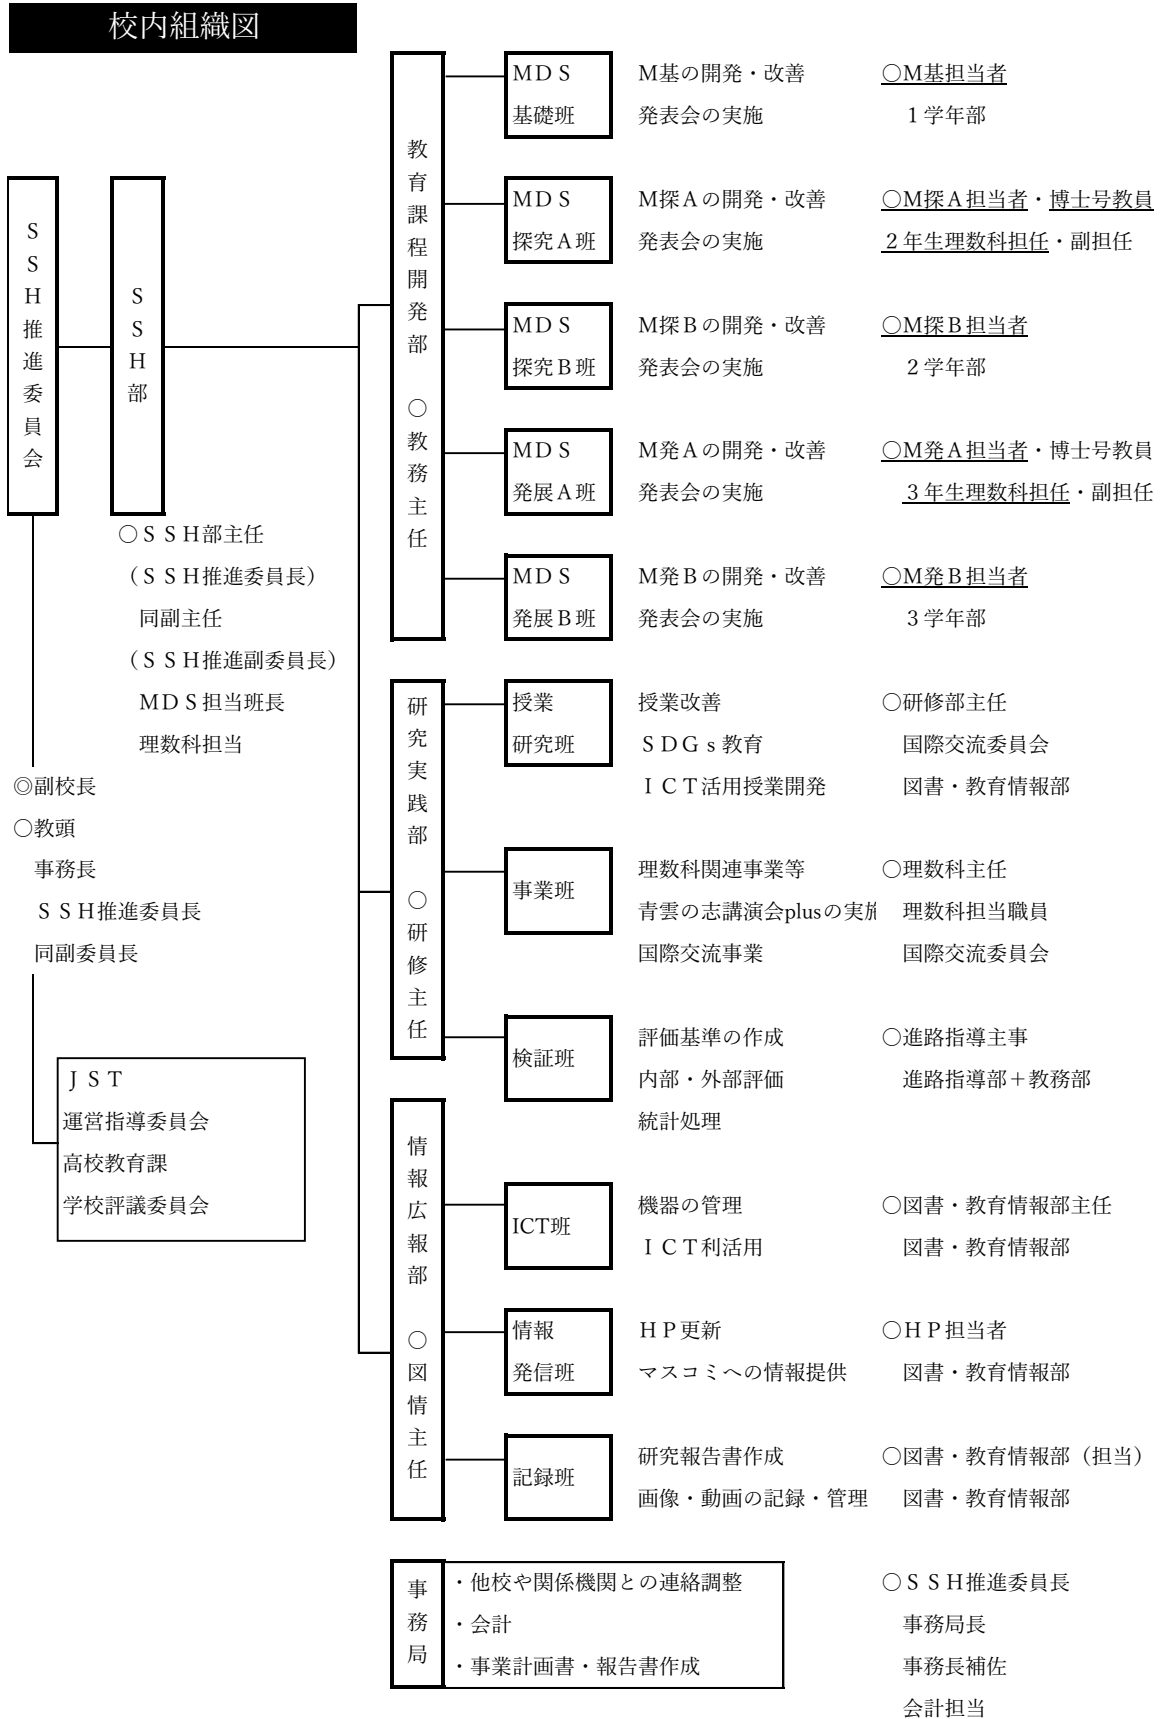 校内組織図
SSH推進委員会
◎副校長
○教頭
事務長
ＳＳＨ推進委員長
同副委員長
ＪＳＴ
運営指導委員会
高校教育課
学校評議委員会
SSH部
○ＳＳＨ部主任
（ＳＳＨ推進委員長）
同副主任
（ＳＳＨ推進副委員長）
ＭＤＳ担当班長
理数科担当
教育課程開発部　○教務主任
ＭＤＳ
基礎班
Ｍ基の開発・改善
発表会の実施
○Ｍ基担当者
１学年部
ＭＤＳ
探究Ａ班
Ｍ探Ａの開発・改善
発表会の実施
○Ｍ探Ａ担当者・博士号教員
２年生理数科担任・副担任
ＭＤＳ
探究Ｂ班
Ｍ探Ｂの開発・改善
発表会の実施
○Ｍ探Ｂ担当者
２学年部
ＭＤＳ
発展Ａ班
Ｍ発Ａの開発・改善
発表会の実施
○Ｍ発Ａ担当者・博士号教員
３年生理数科担任・副担任
ＭＤＳ
発展Ｂ班
Ｍ発Ｂの開発・改善
発表会の実施
○Ｍ発Ｂ担当者
３学年部
研究実践部　○研修主任
授業
研究班
授業改善
ＳＤＧｓ教育
ＩＣＴ活用授業開発
○研修部主任
国際交流委員会
図書・教育情報部
事業班
理数科関連事業等
青雲の志講演会plusの実施
国際交流事業
○理数科主任
理数科担当職員
国際交流委員会
検証班
評価基準の作成
内部・外部評価
統計処理
○進路指導主事
進路指導部＋教務部
情報広報部　○図情主任
ICT班
機器の管理
ＩＣＴ利活用
○図書・教育情報部主任
図書・教育情報部
情報
発信班
ＨＰ更新
マスコミへの情報提供
○ＨＰ担当者
図書・教育情報部
記録班
研究報告書作成
画像・動画の記録・管理
○図書・教育情報部（担当）
図書・教育情報部
事務局
・他校や関係機関との連絡調整
・会計
・事業計画書・報告書作成
○ＳＳＨ推進委員長
事務局長
事務長補佐
会計担当